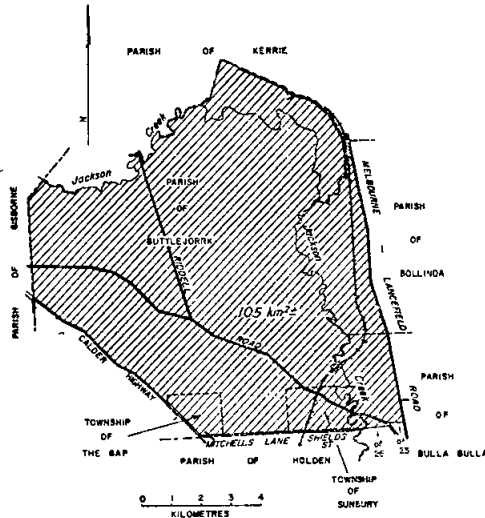 PARISH OF KERRIE
N
Jackson Creek
PARISH
OF
BUTTLEJORRK
RIDDELL
ROAD
105 km²±
Jackson
Creek
MELBOURNE
LANCEFIELD
ROAD
PARISH
OF
BOLLINDA
PARISH
OF
BULLA BULLA
PARISH OF GISBORNE
CALDER
HIGHWAY
TOWNSHIP
OF
THE GAP
MITCHELLS LANE
SHIELDS
ST
PARISH OF HOLDEN
TOWNSHIP
OF
SUNBURY
0 1 2 3 4
KILOMETRES